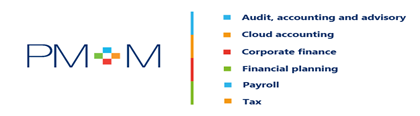 PM+M
Audit, accounting and advisory
Cloud accounting
Corporate finance
Financial planning
Payroll
Tax